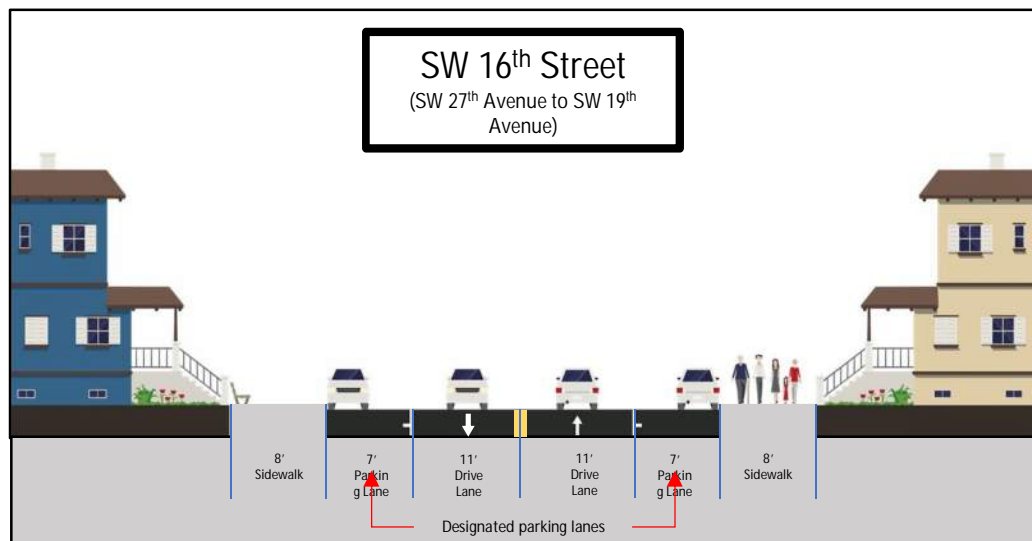 SW 16th Street
(SW 27th Avenue to SW 19th
Avenue)
8'
Sidewalk
7'
Parkin
g Lane
11'
Drive
Lane
11'
Drive
Lane
7'
Parkin
g Lane
8'
Sidewalk
Designated parking lanes